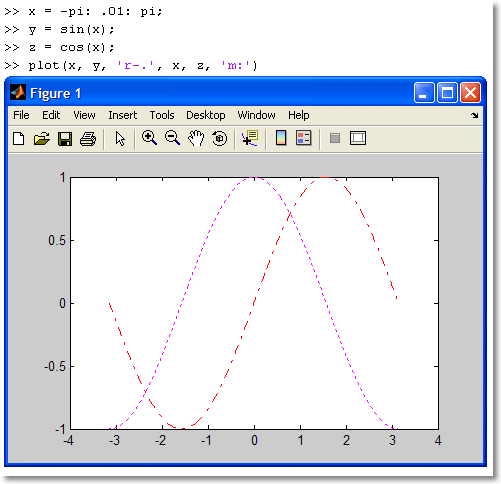 >> x = -pi: .01: pi;
>> y = sin(x);
>> z = cos(x);
>> plot(x, y, 'r-.', x, z, 'm:')
Figure 1
File Edit View Insert Tools Desktop Window Help
1
0.5
0
-0.5
-1
-4 -3 -2 -1 0 1 2 3 4